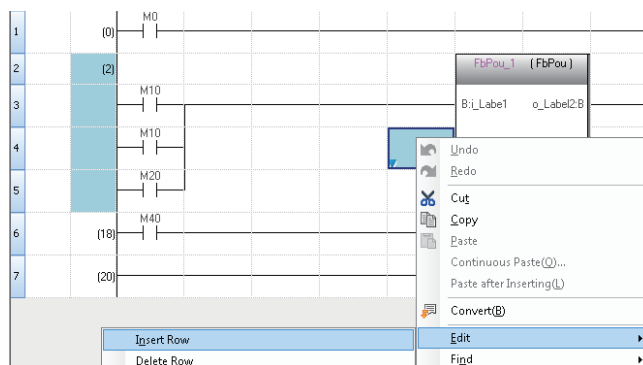 1 (0) M0
2 (2) FbPou_1 (FbPou)
3 M10 B:i_Labe1 o_Label2:B
4 M10
5 M20
6 (18) M40
7 (20)
Undo
Redo
Cut
Copy
Paste
Continuous Paste(O)...
Paste after Inserting(L)
Convert(B)
Edit
Find
Insert Row
Delete Row